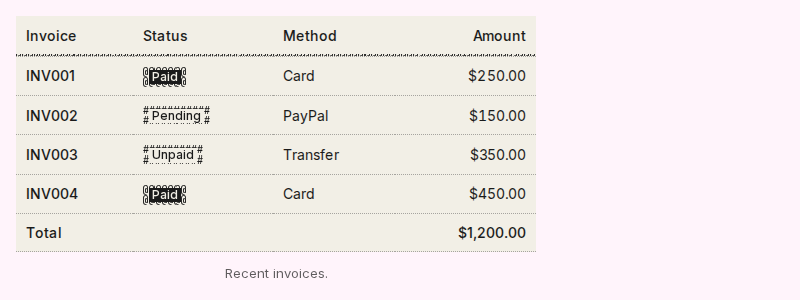 Invoice Status Method Amount
INV001 Paid Card $250.00
INV002 Pending PayPal $150.00
INV003 Unpaid Transfer $350.00
INV004 Paid Card $450.00
Total $1,200.00
Recent invoices.